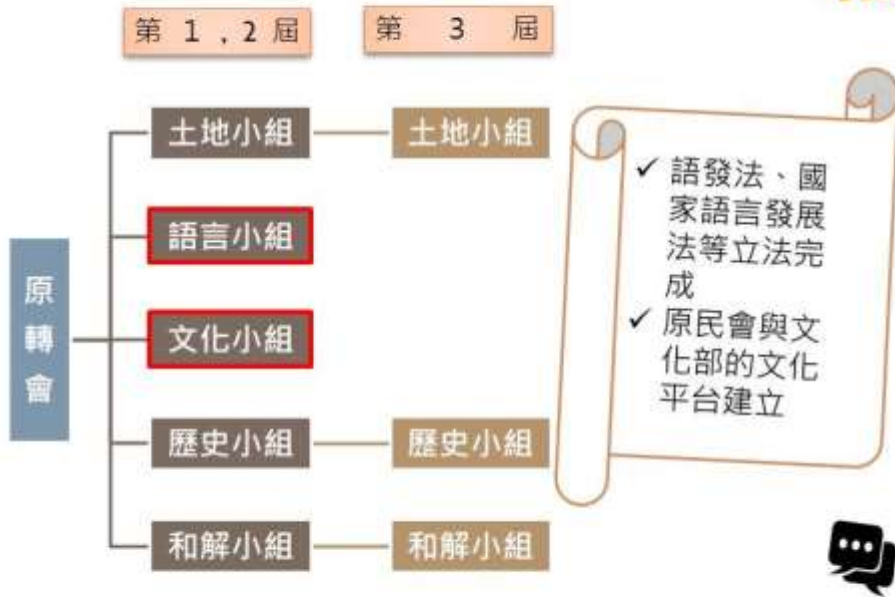 第 1 , 2 屆
第 3 屆
原轉會
土地小組
土地小組
語言小組
文化小組
歷史小組
歷史小組
和解小組
和解小組
✓ 語發法、國
家語言發展
法等立法完
成
✓ 原民會與文
化部的文化
平台建立